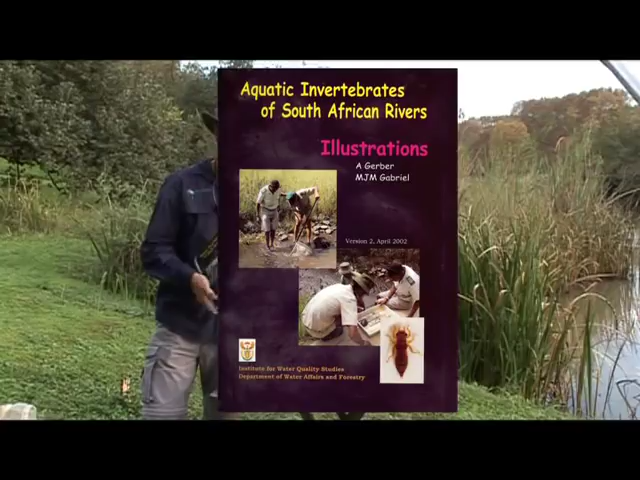 Aquatic Invertebrates
of South African Rivers
Illustrations
A Gerber
MJM Gabriel
Version 2, April 2002
Institute for Water Quality Studies
Department of Water Affairs and Forestry